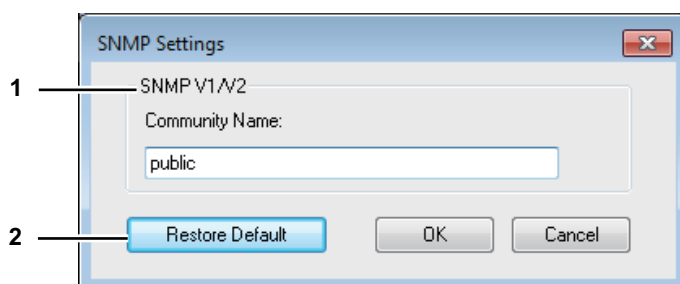 SNMP Settings
1
SNMP V1/V2
Community Name:
public
2
Restore Default
OK
Cancel